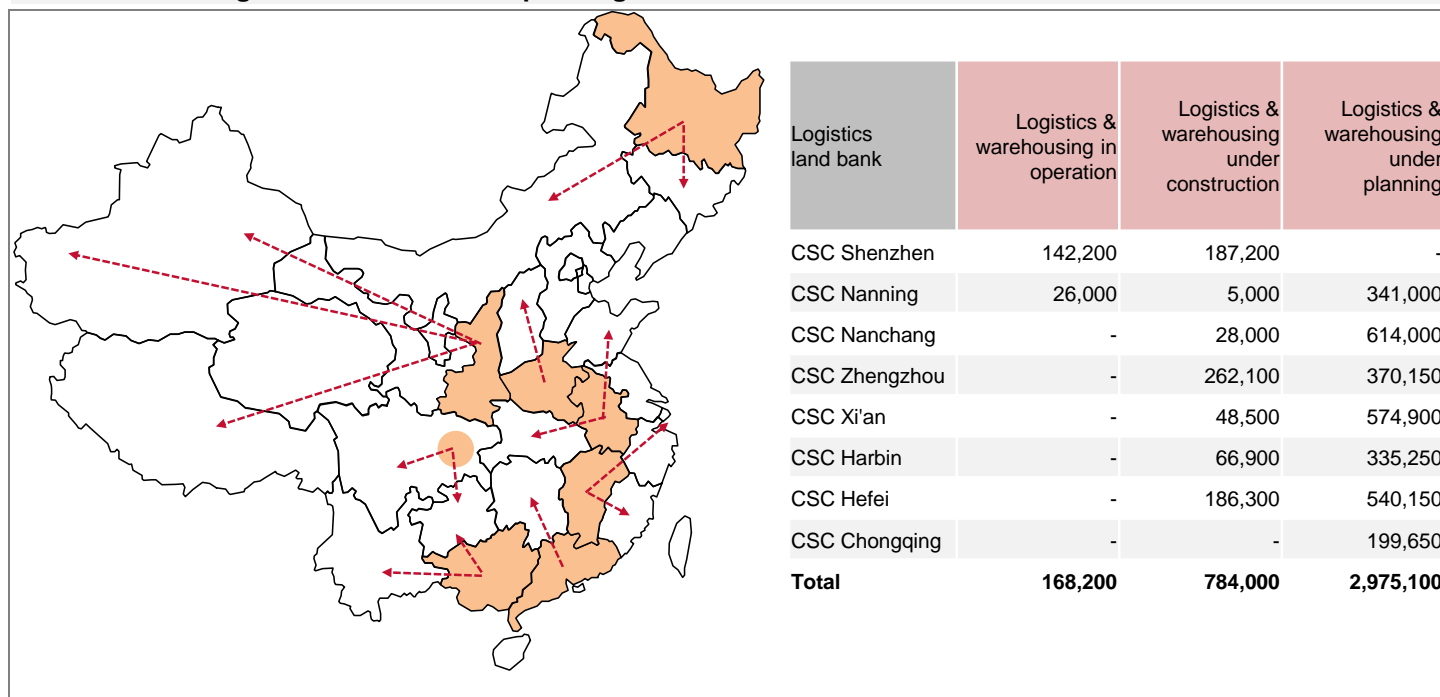 Logistics land bank | Logistics & warehousing in operation | Logistics & warehousing under construction | Logistics & warehousing under planning
CSC Shenzhen 142,200 187,200 -
CSC Nanning 26,000 5,000 341,000
CSC Nanchang - 28,000 614,000
CSC Zhengzhou - 262,100 370,150
CSC Xi'an - 48,500 574,900
CSC Harbin - 66,900 335,250
CSC Hefei - 186,300 540,150
CSC Chongqing - - 199,650
Total 168,200 784,000 2,975,100